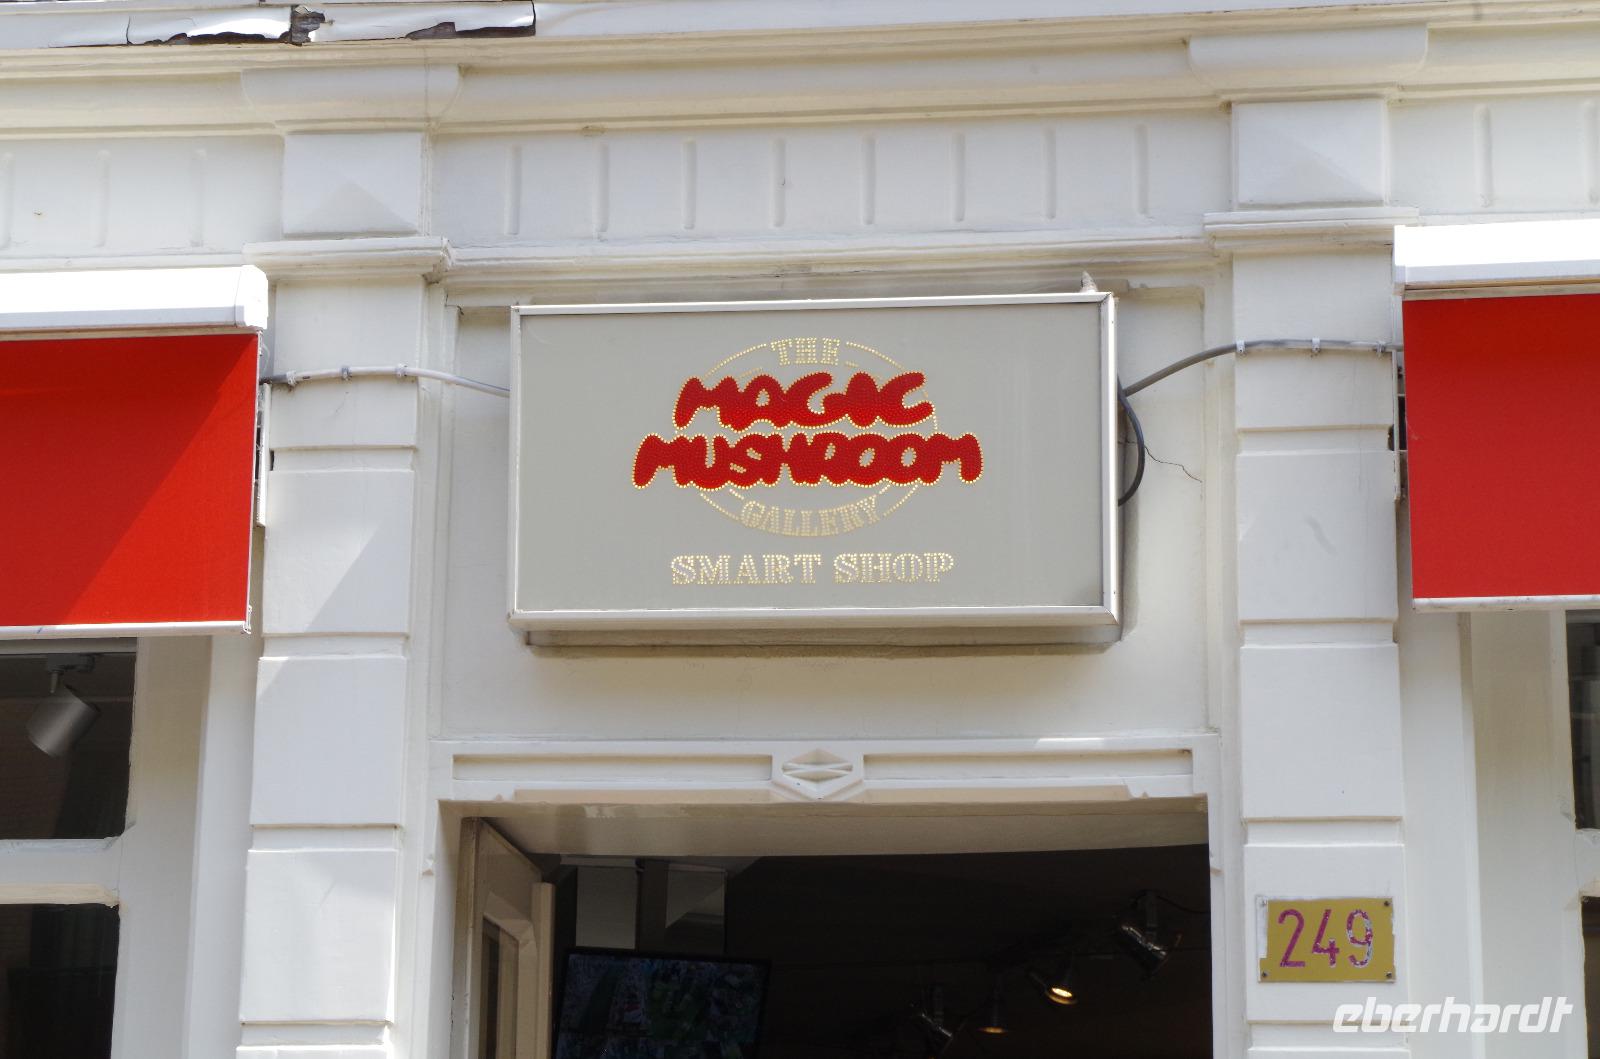 THE
MAGIC
MUSHROOM
GALLERY
SMART SHOP
249
eberhardt